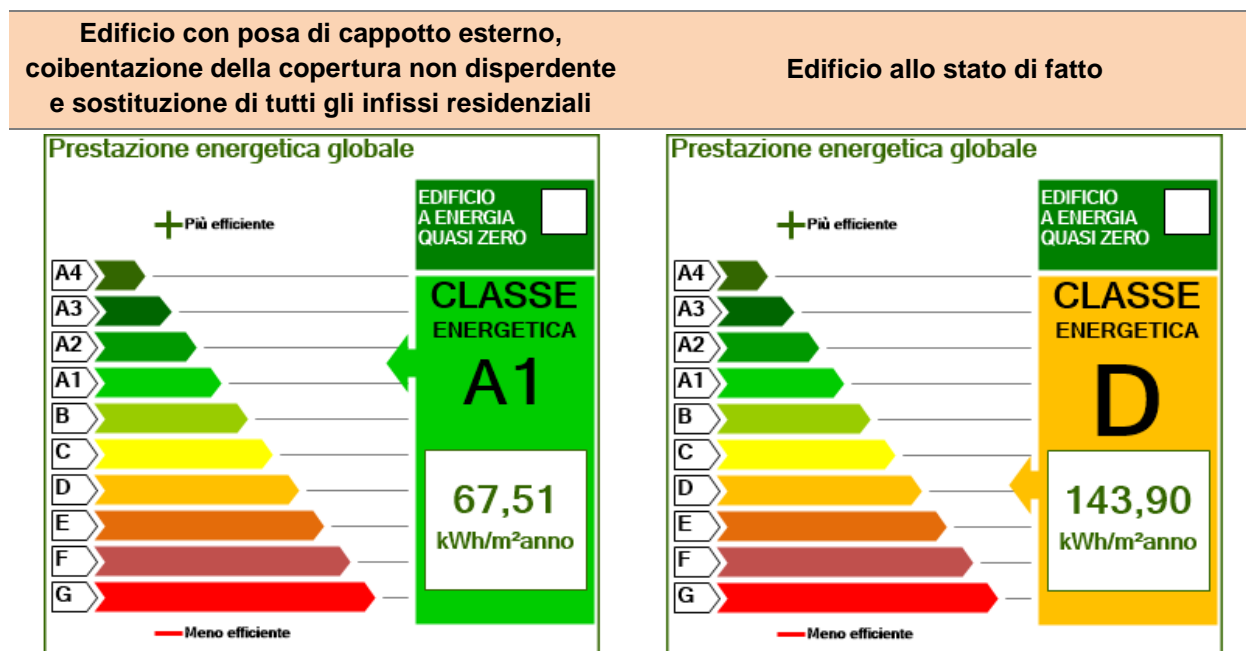 Edificio con posa di cappotto esterno,
coibentazione della copertura non disperdente
e sostituzione di tutti gli infissi residenziali
Edificio allo stato di fatto
Prestazione energetica globale
EDIFICIO
A ENERGIA
QUASI ZERO
Più efficiente
A4
A3
A2
A1
B
C
D
E
F
G
Meno efficiente
CLASSE
ENERGETICA
A1
67,51
kWh/m²anno
Prestazione energetica globale
EDIFICIO
A ENERGIA
QUASI ZERO
Più efficiente
A4
A3
A2
A1
B
C
D
E
F
G
Meno efficiente
CLASSE
ENERGETICA
D
143,90
kWh/m²anno